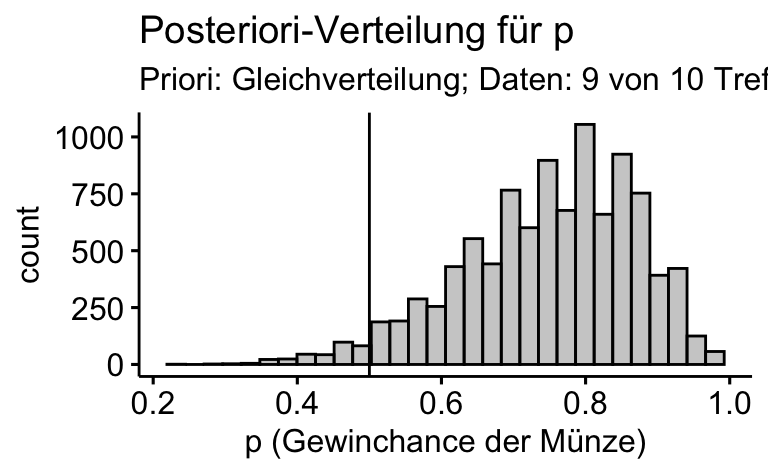 Posteriori-Verteilung für p
Priori: Gleichverteilung; Daten: 9 von 10 Tref
1000
750
500
250
0
count
0.2 0.4 0.6 0.8 1.0
p (Gewinchance der Münze)